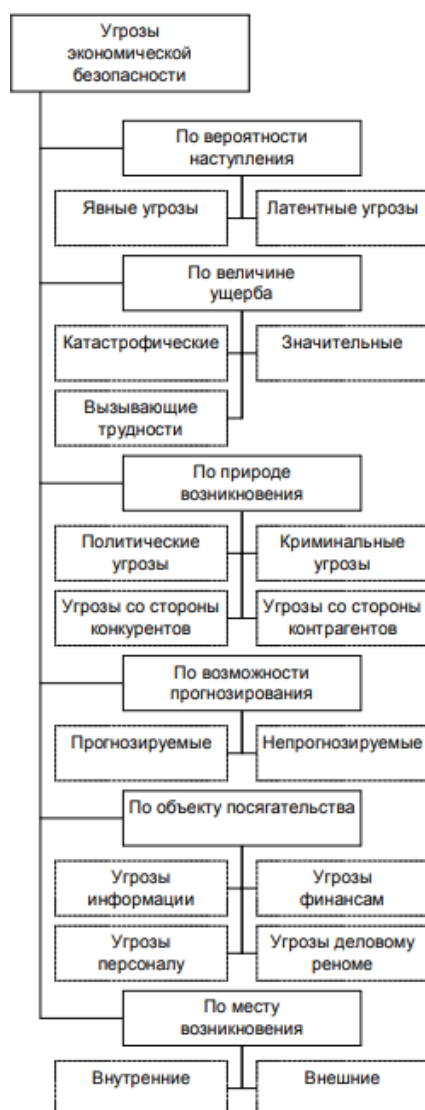 Угрозы
экономической
безопасности
По вероятности
наступления
Явные угрозы
Латентные угрозы
По величине
ущерба
Катастрофические
Значительные
Вызывающие
трудности
По природе
возникновения
Политические
угрозы
Криминальные
угрозы
Угрозы со стороны
конкурентов
Угрозы со стороны
контрагентов
По возможности
прогнозирования
Прогнозируемые
Непрогнозируемые
По объекту посягательства
Угрозы
информации
Угрозы
финансам
Угрозы
персоналу
Угрозы деловому
реноме
По месту
возникновения
Внутренние
Внешние